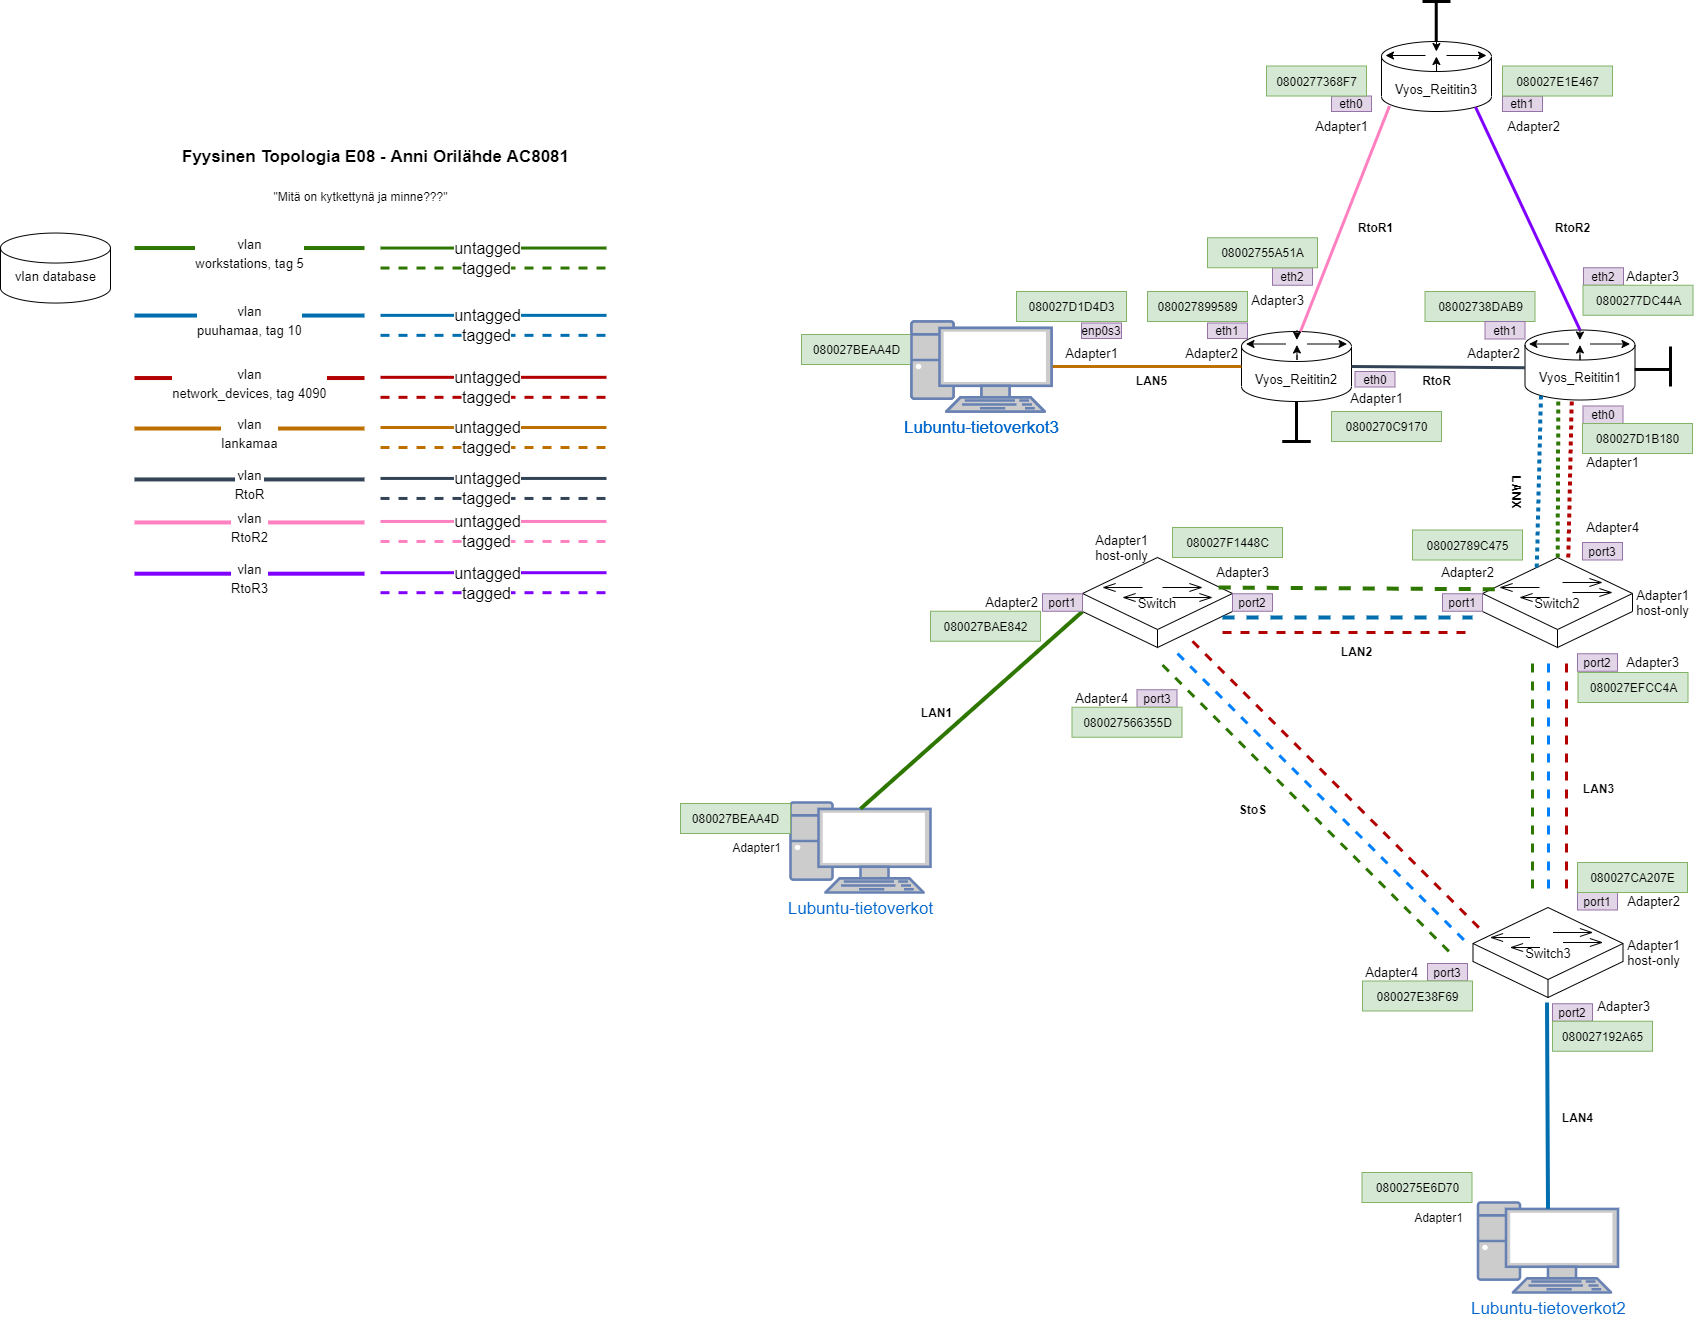 Fyysinen Topologia E08 - Anni Orilähde AC8081
"Mitä on kytkettynä ja minne???"
vlan database
vlan
workstations, tag 5
untagged
tagged
vlan
puuhamaa, tag 10
untagged
tagged
vlan
network_devices, tag 4090
untagged
tagged
vlan
lankamaa
untagged
tagged
vlan
RtoR
untagged
tagged
vlan
RtoR2
untagged
tagged
vlan
RtoR3
untagged
tagged
Vyos_Reititin3
0800277368F7
eth0
Adapter1
080027E1E467
eth1
Adapter2
RtoR1
RtoR2
08002755A51A
eth2
Adapter3
eth2
Adapter3
0800277DC44A
080027D1D4D3
enp0s3
Adapter1
080027899589
eth1
Adapter2
080027BEAA4D
Lubuntu-tietoverkot3
LAN5
Vyos_Reititin2
eth0
Adapter1
0800270C9170
RtoR
08002738DAB9
eth1
Adapter2
Vyos_Reititin1
eth0
080027D1B180
Adapter1
LANX
Adapter1
host-only
080027F1448C
Adapter3
Switch
port2
Adapter2
port1
080027BAE842
08002789C475
Adapter2
port1
Adapter4
port3
Switch2
Adapter1
host-only
LAN2
port2
Adapter3
080027EFCC4A
Adapter4
port3
080027566355D
LAN1
StoS
LAN3
080027BEAA4D
Adapter1
Lubuntu-tietoverkot
080027CA207E
port1
Adapter2
Switch3
Adapter1
host-only
Adapter4
port3
080027E38F69
port2
Adapter3
080027192A65
LAN4
0800275E6D70
Adapter1
Lubuntu-tietoverkot2